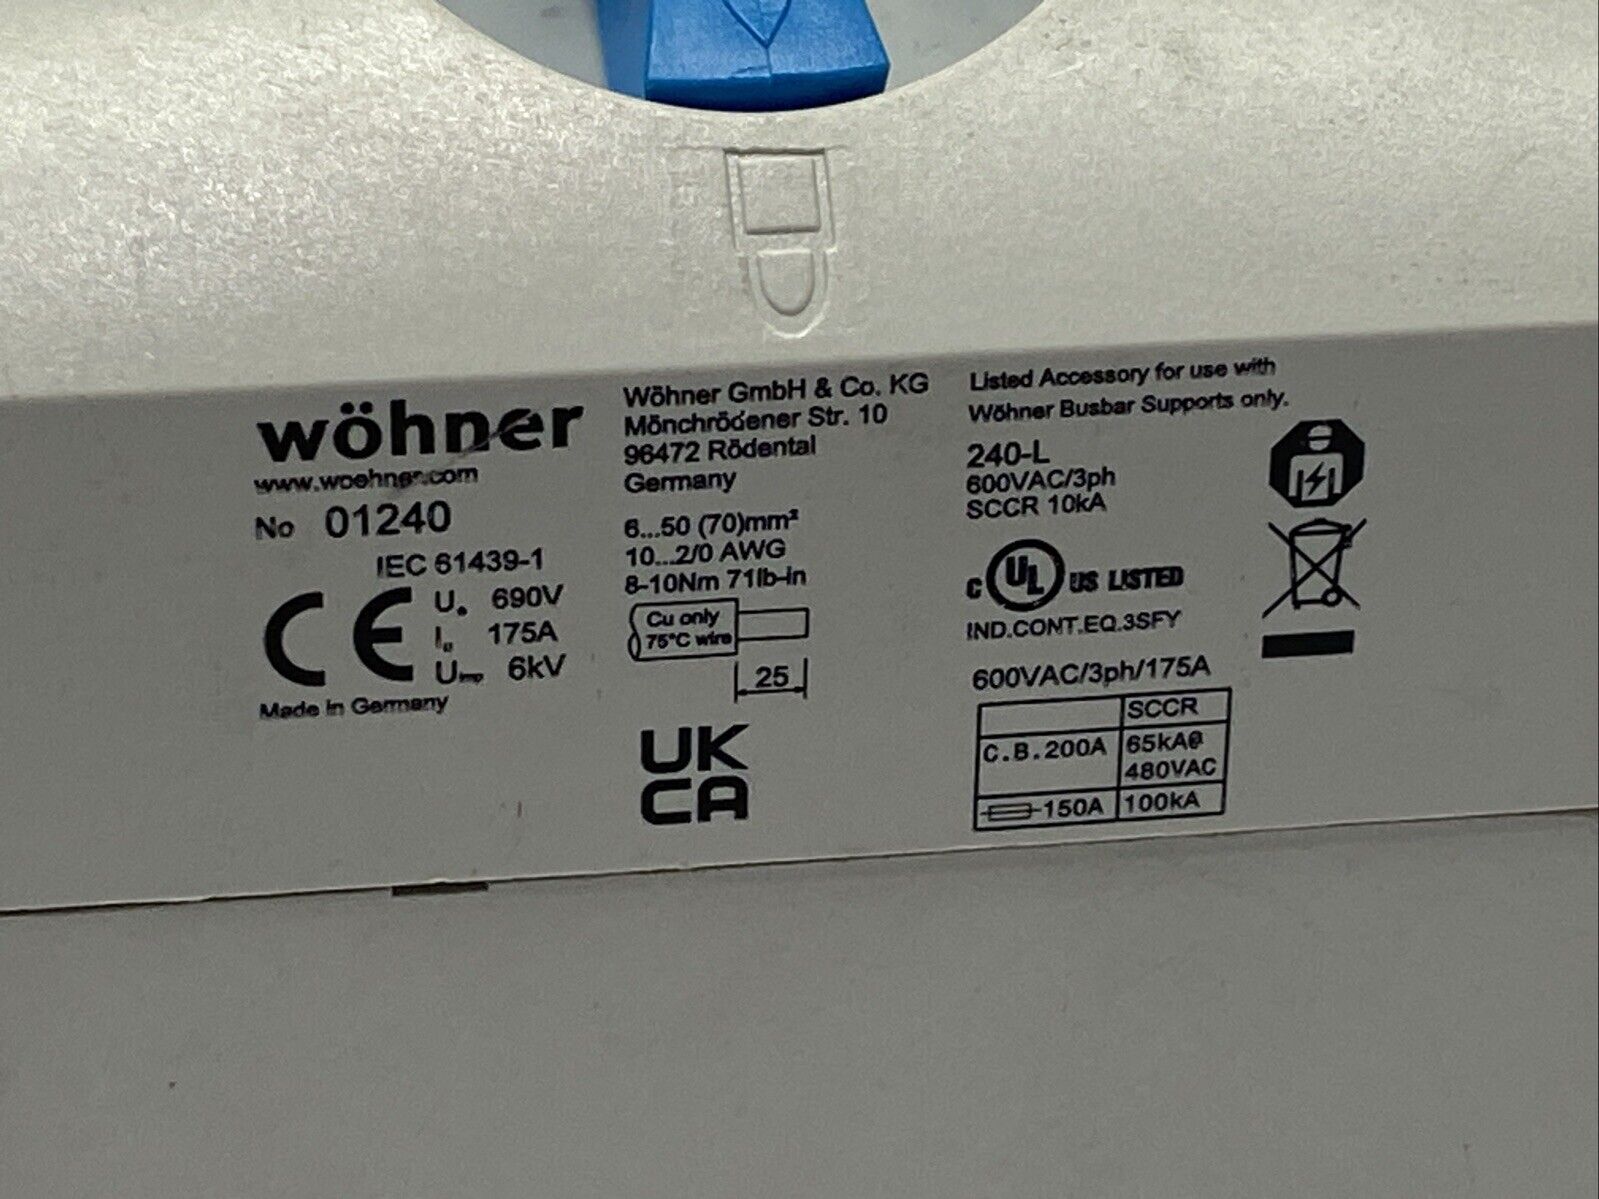 wöhner
www.woehner.com
No 01240
IEC 61439-1
CE
Ue 690V
Ie 175A
Uimp 6kV
Made in Germany
Wöhner GmbH & Co. KG
Mönchrödener Str. 10
96472 Rödental
Germany
6...50 (70)mm²
10...2/0 AWG
8-10Nm 71lb-in
Cu only
75°C wire
25
UK
CA
Listed Accessory for use with
Wöhner Busbar Supports only.
240-L
600VAC/3ph
SCCR 10kA
c UL US LISTED
IND.CONT.EQ.3SFY
600VAC/3ph/175A
SCCR
C.B.200A 65kA@
480VAC
150A 100kA